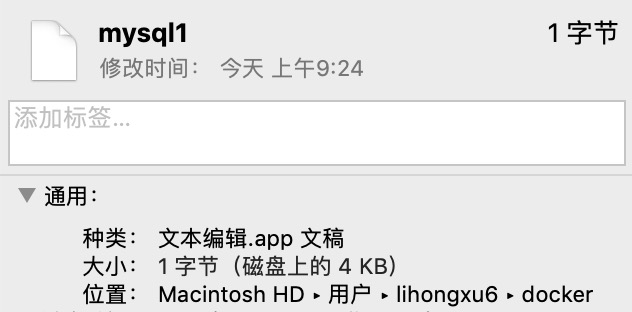 mysql1 1 字节
修改时间： 今天 上午9:24
添加标签...
通用：
种类： 文本编辑.app 文稿
大小： 1 字节（磁盘上的 4 KB）
位置： Macintosh HD ▸ 用户 ▸ lihongxu6 ▸ docker